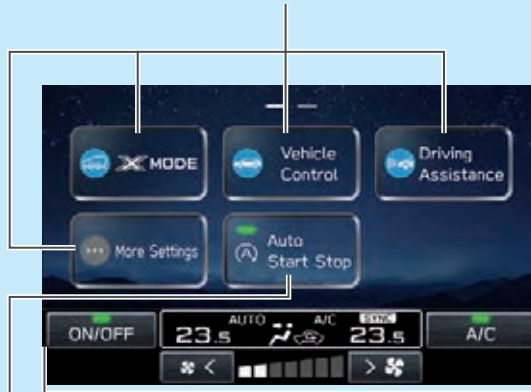 X MODE
Vehicle
Control
Driving
Assistance
More Settings
Auto
Start Stop
ON/OFF
AUTO
A/C
SYNC
23.5
23.5
A/C